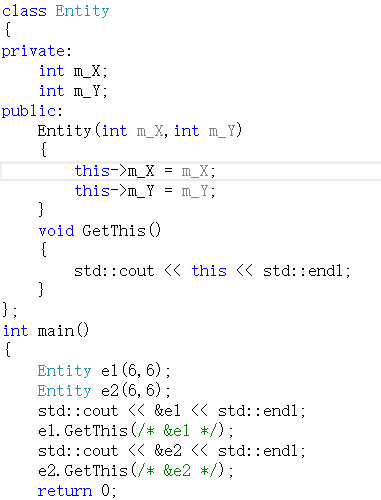 class Entity
{
private:
    int m_X;
    int m_Y;
public:
    Entity(int m_X,int m_Y)
    {
        this->m_X = m_X;
        this->m_Y = m_Y;
    }
    void GetThis()
    {
        std::cout << this << std::endl;
    }
};
int main()
{
    Entity e1(6,6);
    Entity e2(6,6);
    std::cout << &e1 << std::endl;
    e1.GetThis(/* &e1 */);
    std::cout << &e2 << std::endl;
    e2.GetThis(/* &e2 */);
    return 0;